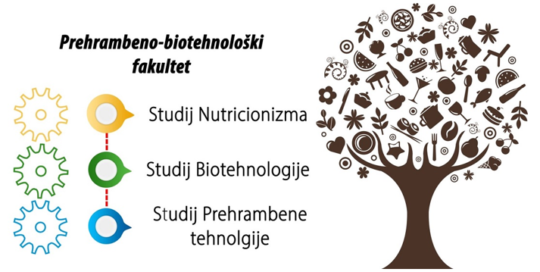 Prehrambeno-biotehnološki
fakultet
Studij Nutricionizma
Studij Biotehnologije
Studij Prehrambene
tehnolgije